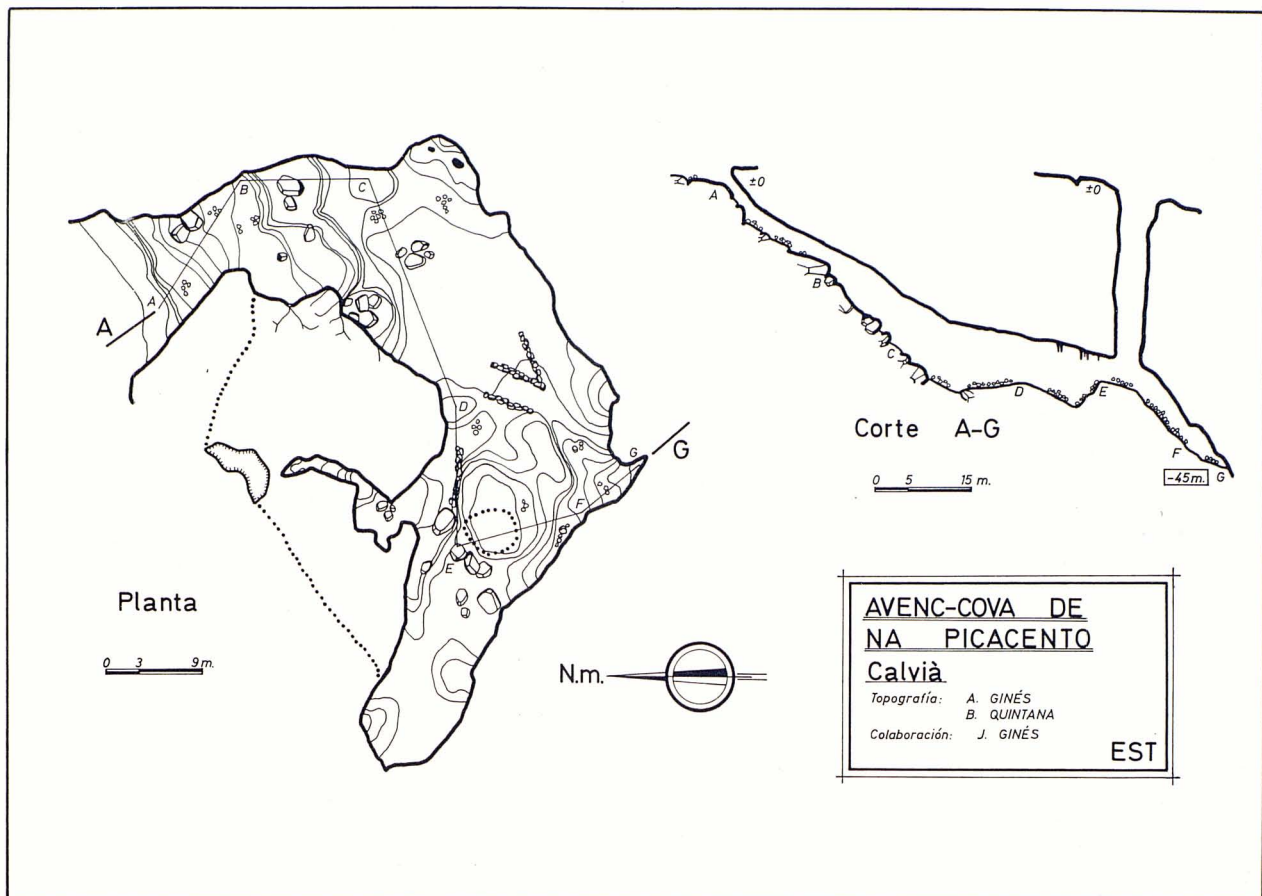 A
A
B
C
D
E
F
G
G
Planta
0 3 9 m.
N.m.
±0
±0
A
B
C
D
E
F
G
-45m.
Corte A-G
0 5 15 m.
AVENC-COVA DE
NA PICACENTO
Calvià
Topografía: A. GINÉS
B. QUINTANA
Colaboración: J. GINÉS
EST